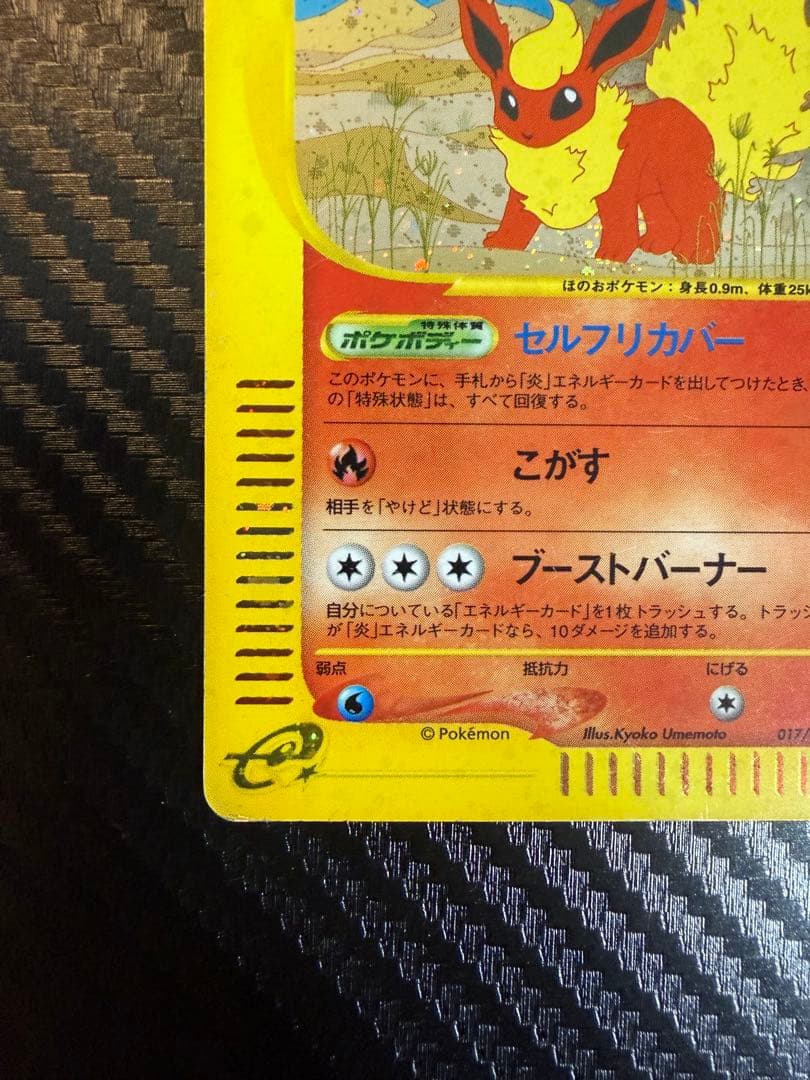 ほのおポケモン：身長0.9m、体重25k
特殊体質
ポケボディー
セルフリカバー
このポケモンに、手札から「炎」エネルギーカードを出してつけたとき、
の「特殊状態」は、すべて回復する。
こがす
相手を「やけど」状態にする。
ブーストバーナー
自分についている「エネルギーカード」を1枚トラッシュする。トラッシ
が「炎」エネルギーカードなら、10ダメージを追加する。
弱点 抵抗力 にげる
©Pokémon Illus.Kyoko Umemoto 017/
e